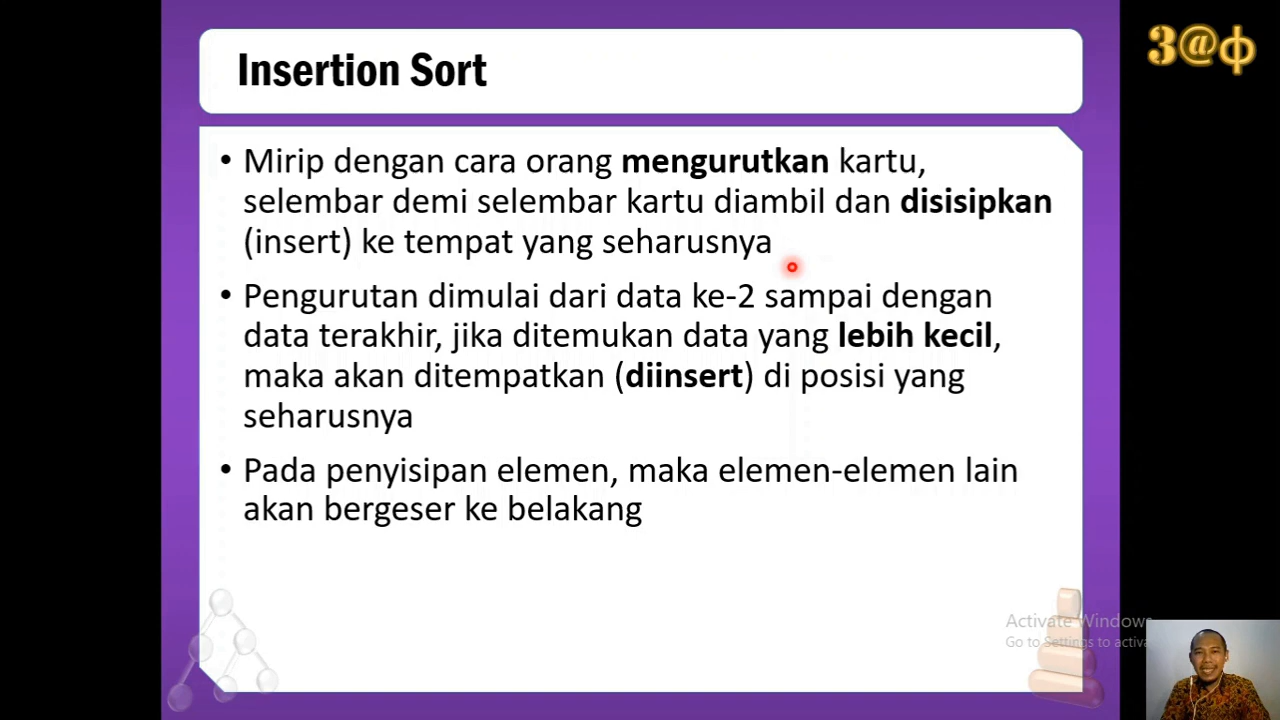 3@ф
Insertion Sort
• Mirip dengan cara orang mengurutkan kartu,
selembar demi selembar kartu diambil dan disisipkan
(insert) ke tempat yang seharusnya
• Pengurutan dimulai dari data ke-2 sampai dengan
data terakhir, jika ditemukan data yang lebih kecil,
maka akan ditempatkan (diinsert) di posisi yang
seharusnya
• Pada penyisipan elemen, maka elemen-elemen lain
akan bergeser ke belakang
Activate Windows
Go to Settings to activa